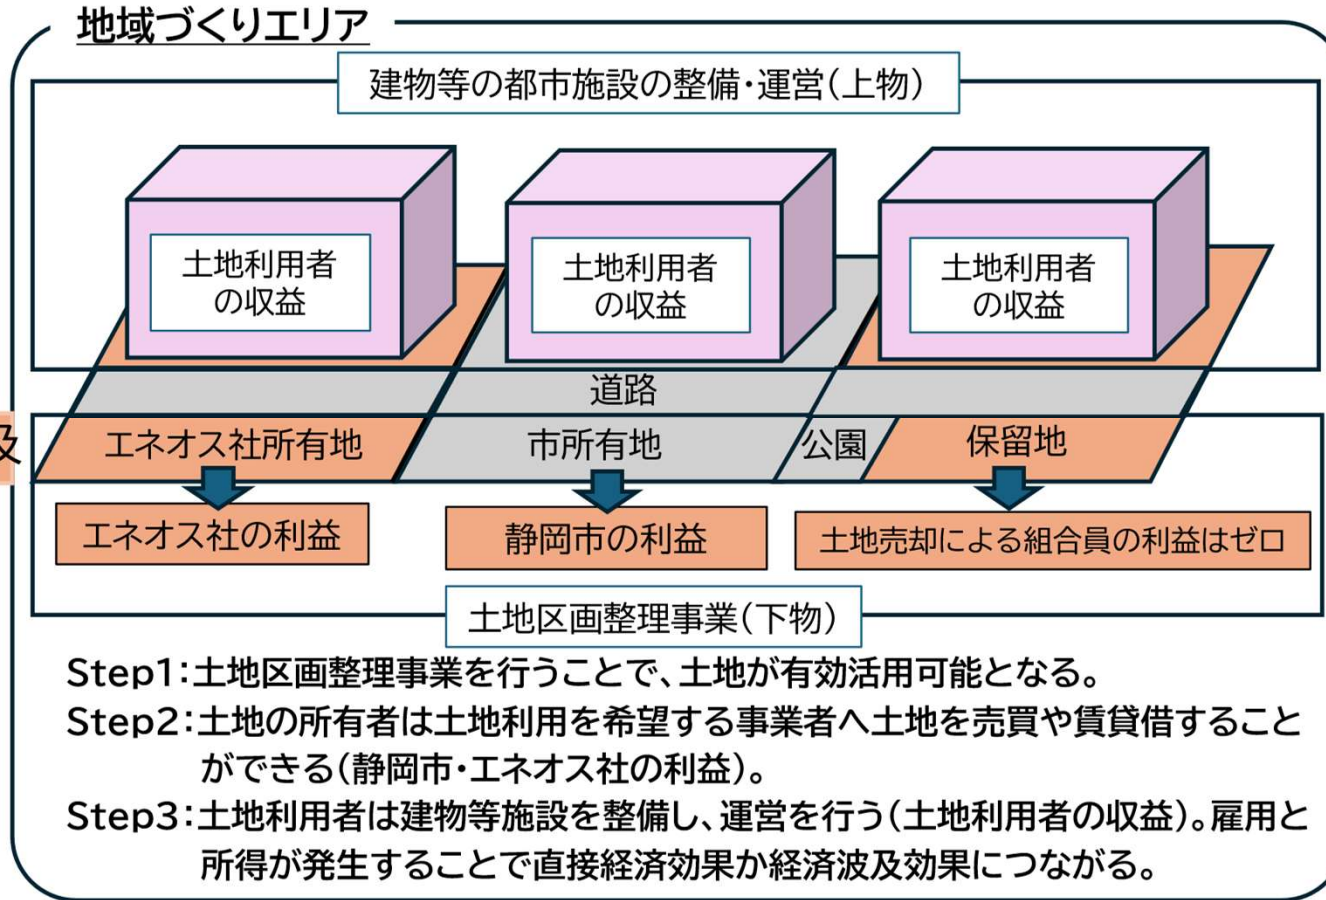 地域づくりエリア
建物等の都市施設の整備・運営(上物)
土地利用者
の収益
土地利用者
の収益
土地利用者
の収益
道路
及
エネオス社所有地
市所有地
公園
保留地
エネオス社の利益
静岡市の利益
土地売却による組合員の利益はゼロ
土地区画整理事業(下物)
Step1:土地区画整理事業を行うことで、土地が有効活用可能となる。
Step2:土地の所有者は土地利用を希望する事業者へ土地を売買や賃貸借すること
ができる(静岡市・エネオス社の利益)。
Step3:土地利用者は建物等施設を整備し、運営を行う(土地利用者の収益)。雇用と
所得が発生することで直接経済効果か経済波及効果につながる。